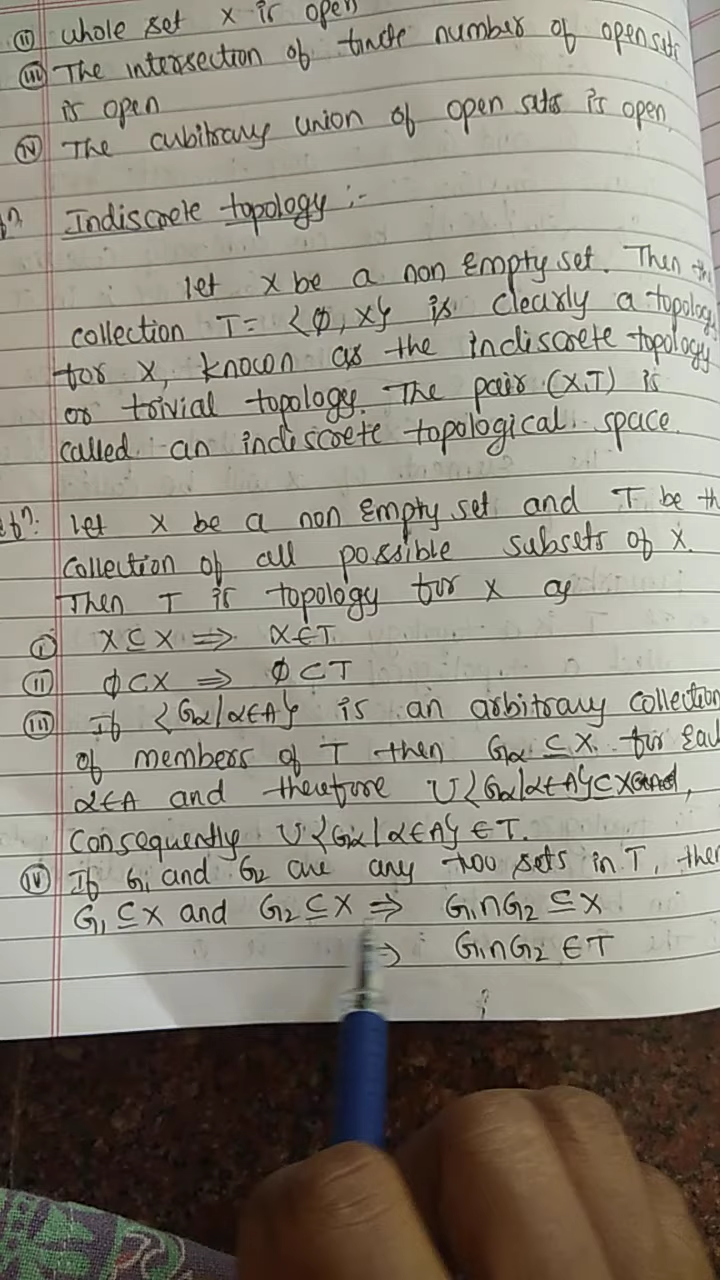 (ii) whole set X is open
(iii) The intersection of finite number of open sets
is open
(iv) The arbitrary union of open sets is open.
Indiscrete topology :-
Let X be a non empty set. Then the
collection T = {φ, X} is clearly a topology
for X, known as the indiscrete topology
or trivial topology. The pair (X,T) is
called an indiscrete topological space.
Let X be a non empty set and T be the
collection of all possible subsets of X.
Then T is topology for X as
(i) X ⊆ X ⇒ X ∈ T.
(ii) φ ⊂ X ⇒ φ ⊂ T
(iii) If {Gα | α ∈ A} is an arbitrary collection
of members of T then Gα ⊆ X. for each
α ∈ A and therefore U {Gα | α ∈ A} ⊆ X
Consequently U {Gα | α ∈ A} ∈ T.
(iv) If G1 and G2 are any two sets in T, then
G1 ⊆ X and G2 ⊆ X ⇒ G1 ∩ G2 ⊆ X
⇒ G1 ∩ G2 ∈ T